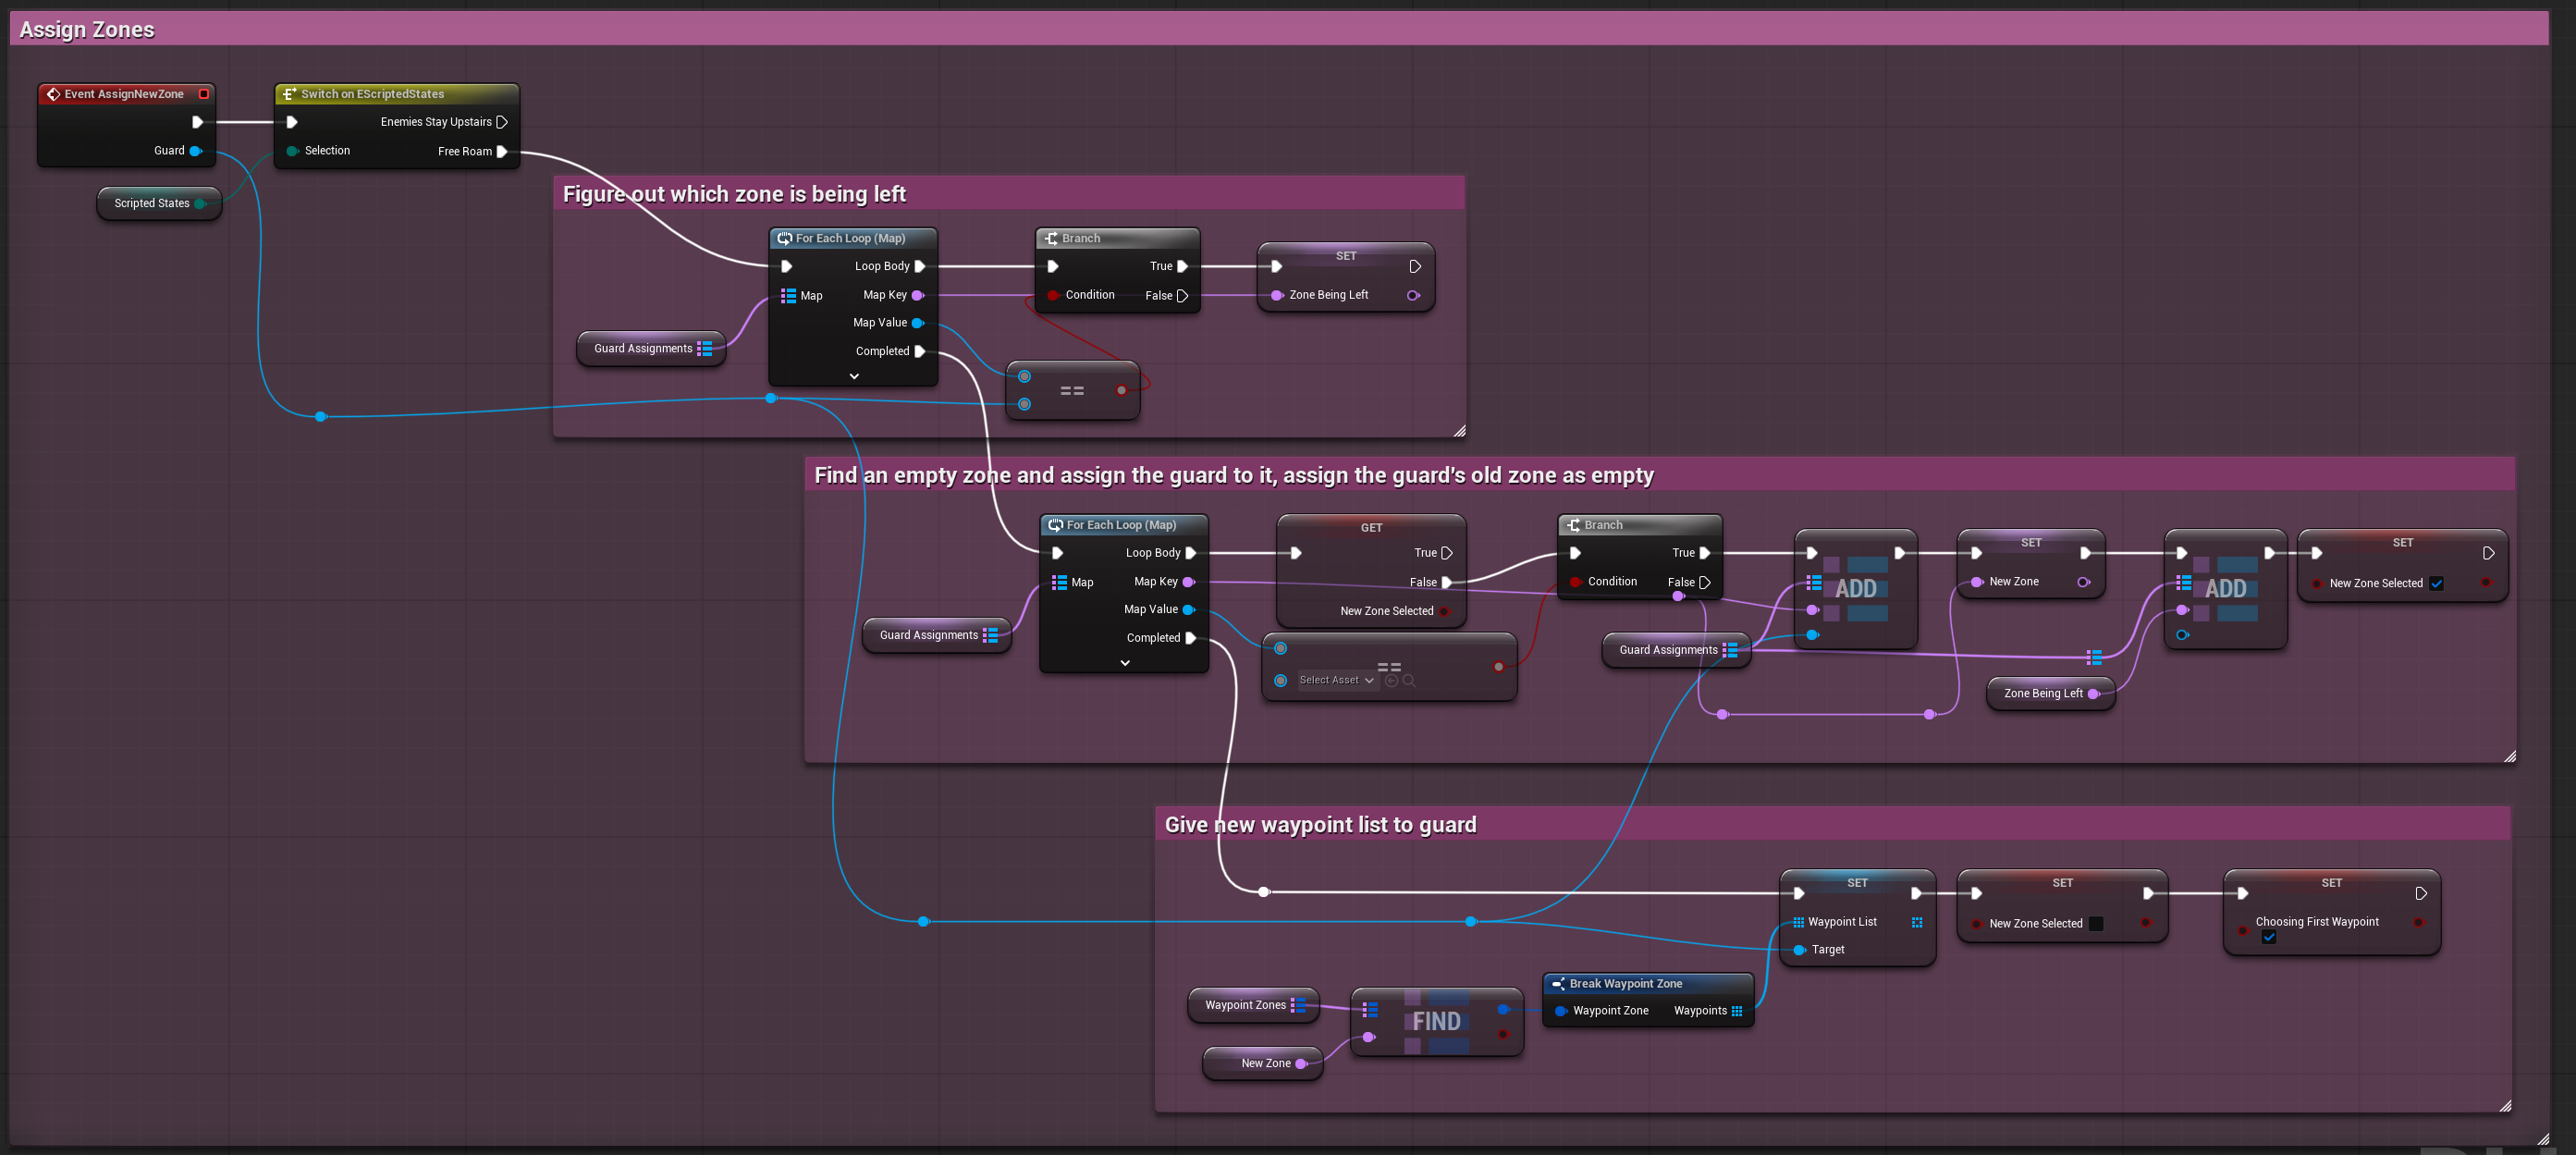 Assign Zones
Event AssignNewZone
Guard
Scripted States
Switch on EScriptedStates
Enemies Stay Upstairs
Selection
Free Roam
Figure out which zone is being left
For Each Loop (Map)
Loop Body
Map
Map Key
Map Value
Completed
Guard Assignments
Branch
True
Condition
False
==
SET
Zone Being Left
Find an empty zone and assign the guard to it, assign the guard's old zone as empty
For Each Loop (Map)
Loop Body
Map
Map Key
Map Value
Completed
Guard Assignments
GET
True
False
New Zone Selected
==
Select Asset
Branch
True
Condition
False
Guard Assignments
ADD
SET
New Zone
Zone Being Left
ADD
SET
New Zone Selected
Give new waypoint list to guard
Waypoint Zones
New Zone
FIND
Break Waypoint Zone
Waypoint Zone
Waypoints
SET
Waypoint List
Target
SET
New Zone Selected
SET
Choosing First Waypoint